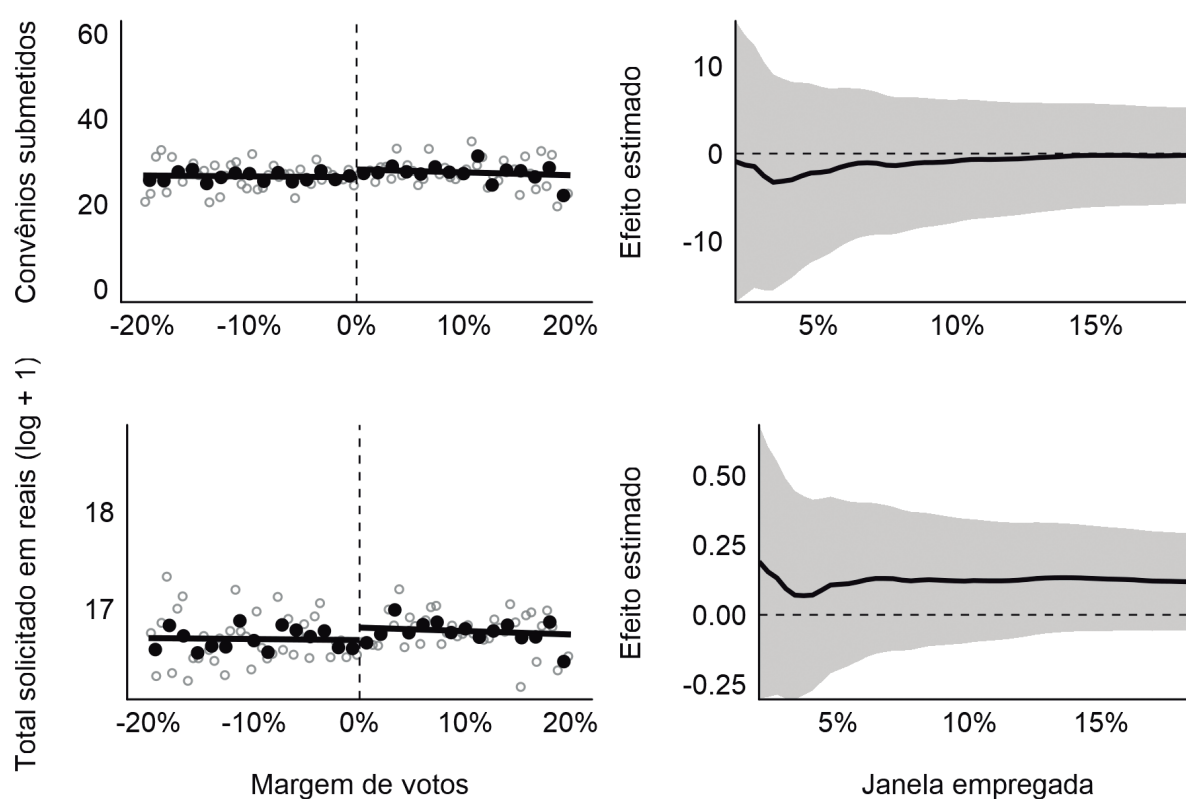 Convênios submetidos
60
40
20
0
-20% -10% 0% 10% 20%
Efeito estimado
10
0
-10
5% 10% 15%
Total solicitado em reais (log + 1)
18
17
-20% -10% 0% 10% 20%
Margem de votos
Efeito estimado
0.50
0.25
0.00
-0.25
5% 10% 15%
Janela empregada